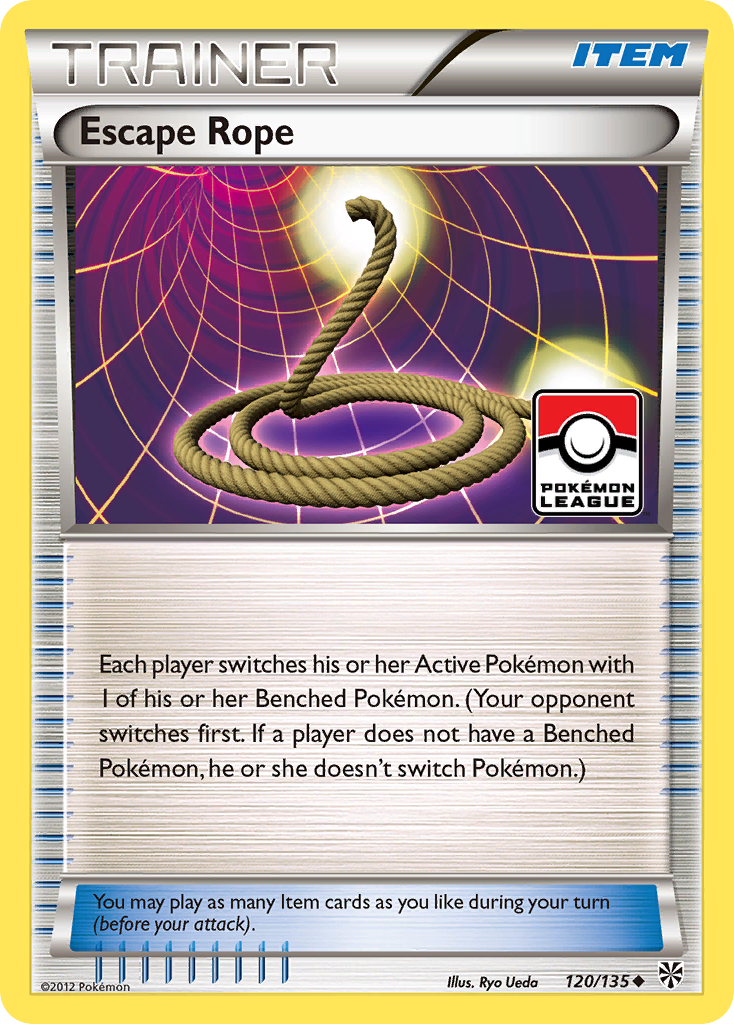 TRAINER
ITEM
Escape Rope
POKÉMON
LEAGUE
Each player switches his or her Active Pokémon with
1 of his or her Benched Pokémon. (Your opponent
switches first. If a player does not have a Benched
Pokémon, he or she doesn't switch Pokémon.)
You may play as many Item cards as you like during your turn
(before your attack).
©2012 Pokémon
Illus. Ryo Ueda
120/135